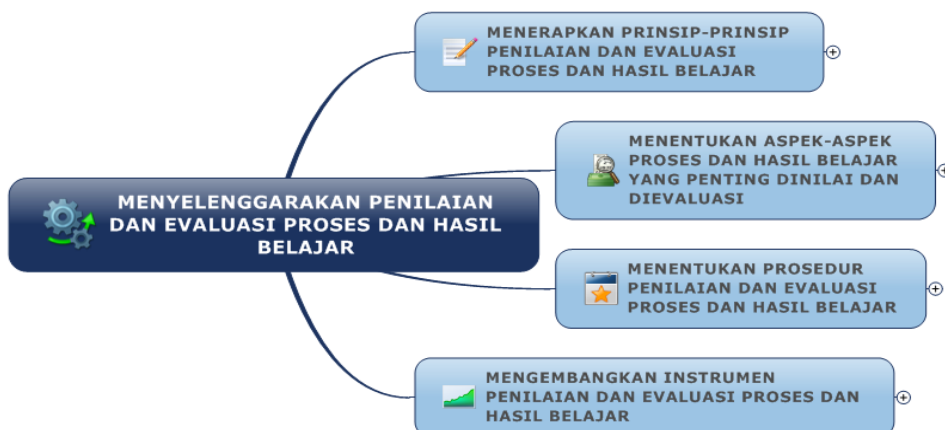 MENERAPKAN PRINSIP-PRINSIP
PENILAIAN DAN EVALUASI
PROSES DAN HASIL BELAJAR
MENENTUKAN ASPEK-ASPEK
PROSES DAN HASIL BELAJAR
YANG PENTING DINILAI DAN
DIEVALUASI
MENYELENGGARAKAN PENILAIAN
DAN EVALUASI PROSES DAN HASIL
BELAJAR
MENENTUKAN PROSEDUR
PENILAIAN DAN EVALUASI
PROSES DAN HASIL BELAJAR
MENGEMBANGKAN INSTRUMEN
PENILAIAN DAN EVALUASI PROSES DAN
HASIL BELAJAR